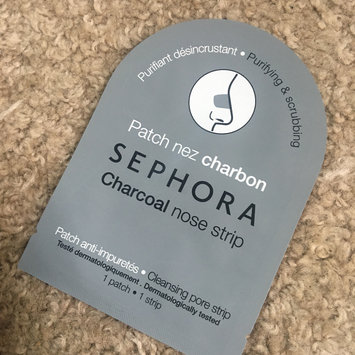 Purifiant désincrustant • Purifying & scrubbing
Patch nez charbon
SEPHORA
Charcoal nose strip
Patch anti-impuretés • Cleansing pore strip
Testé dermatologiquement - Dermatologically tested
1 patch • 1 strip